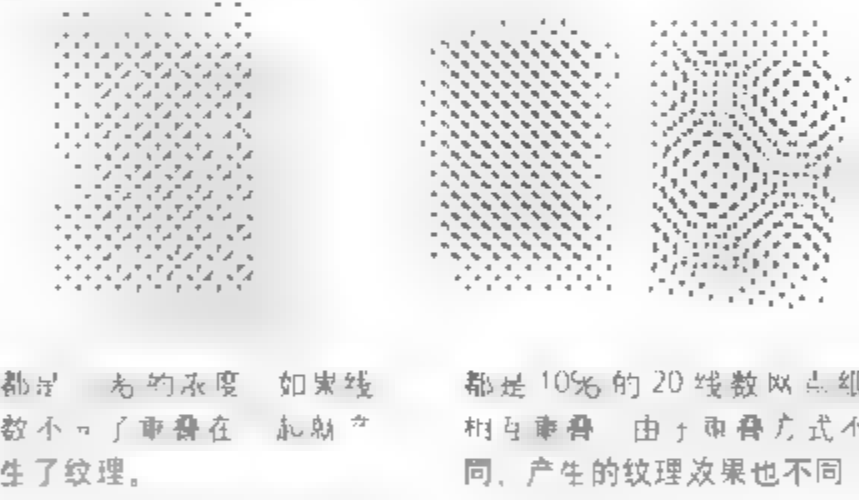 都是 % 的浓度 如果线
数不同了重叠在 起就产
生了纹理。
都是10%的20线数网点纸
相互重叠 由于重叠方式不
同、产生的纹理效果也不同